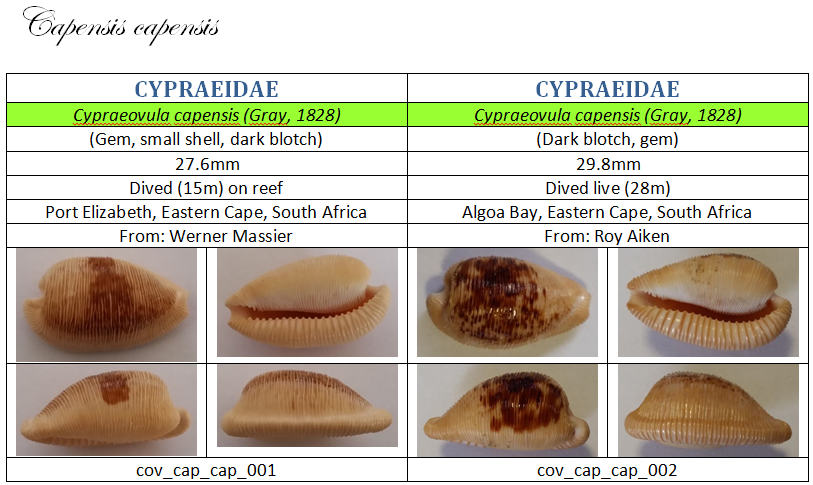 Capensis capensis
CYPRAEIDAE CYPRAEIDAE
Cypraeovula capensis (Gray, 1828) Cypraeovula capensis (Gray, 1828)
(Gem, small shell, dark blotch) (Dark blotch, gem)
27.6mm 29.8mm
Dived (15m) on reef Dived live (28m)
Port Elizabeth, Eastern Cape, South Africa Algoa Bay, Eastern Cape, South Africa
From: Werner Massier From: Roy Aiken
cov_cap_cap_001 cov_cap_cap_002